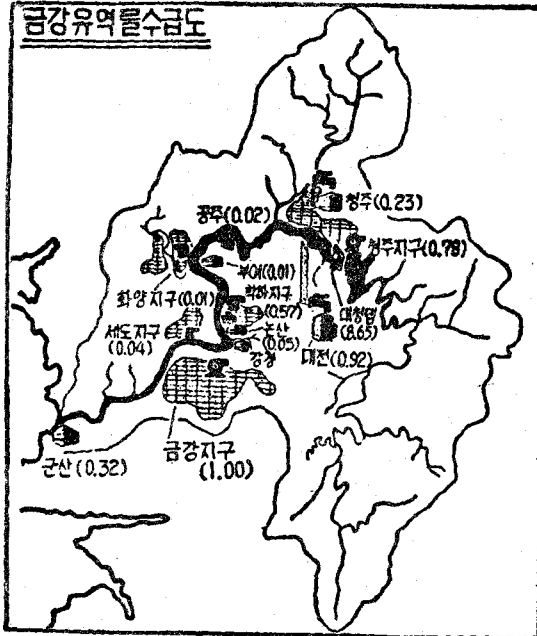 금강유역물수급도
청주(0.23)
공주(0.02)
청주지구(0.78)
부여(0.01)
학하지구
(0.57)
화양지구(0.01)
대청댐
(8.65)
논산
(0.05)
서도지구
(0.04)
강경
대전(0.92)
금강지구
(1.00)
군산(0.32)